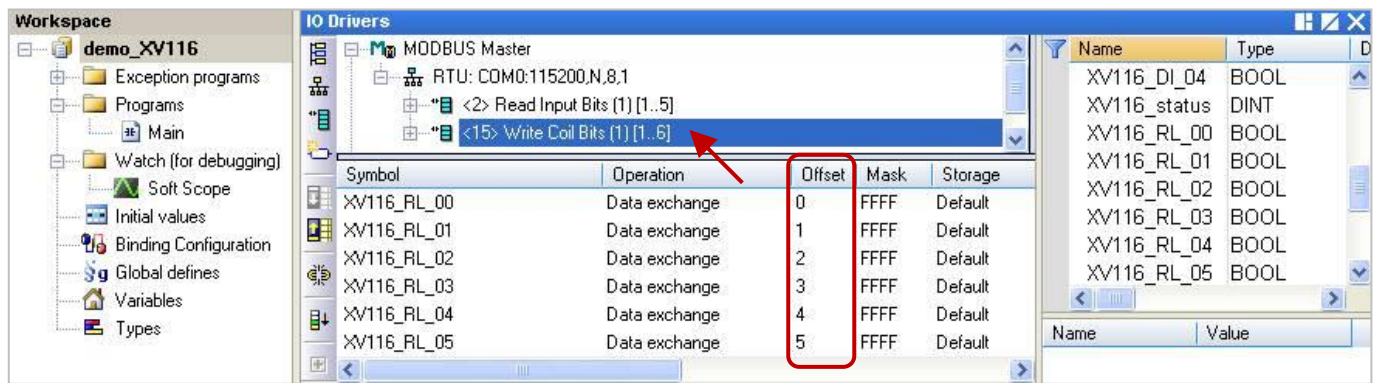 Workspace
demo_XV116
Exception programs
Programs
Main
Watch (for debugging)
Soft Scope
Initial values
Binding Configuration
Global defines
Variables
Types
IO Drivers
MODBUS Master
RTU: COM0:115200,N,8,1
<2> Read Input Bits (1) [1..5]
<15> Write Coil Bits (1) [1..6]
Symbol Operation Offset Mask Storage
XV116_RL_00 Data exchange 0 FFFF Default
XV116_RL_01 Data exchange 1 FFFF Default
XV116_RL_02 Data exchange 2 FFFF Default
XV116_RL_03 Data exchange 3 FFFF Default
XV116_RL_04 Data exchange 4 FFFF Default
XV116_RL_05 Data exchange 5 FFFF Default
Name Type D
XV116_DI_04 BOOL
XV116_status DINT
XV116_RL_00 BOOL
XV116_RL_01 BOOL
XV116_RL_02 BOOL
XV116_RL_03 BOOL
XV116_RL_04 BOOL
XV116_RL_05 BOOL
Name Value